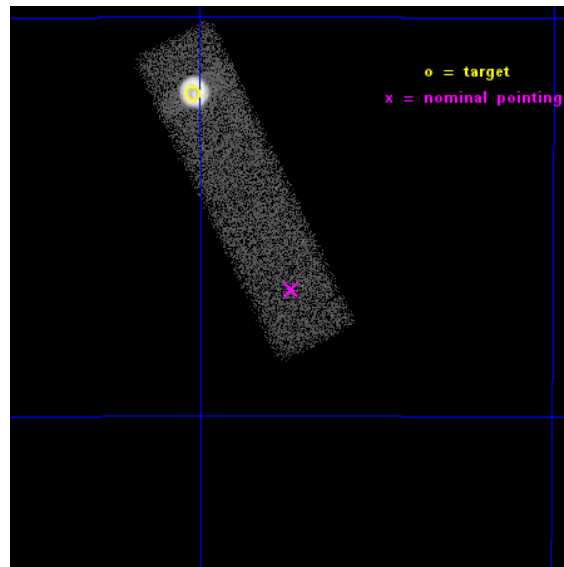 o = target
x = nominal pointing